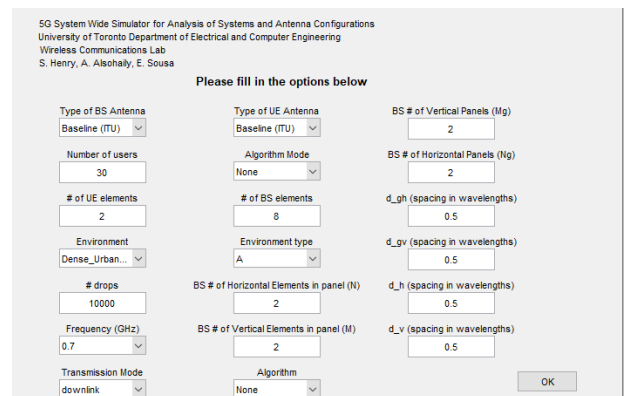 5G System Wide Simulator for Analysis of Systems and Antenna Configurations
University of Toronto Department of Electrical and Computer Engineering
Wireless Communications Lab
S. Henry, A. Alsohaily, E. Sousa
Please fill in the options below
Type of BS Antenna
Baseline (ITU)
Type of UE Antenna
Baseline (ITU)
BS # of Vertical Panels (Mg)
2
Number of users
30
Algorithm Mode
None
BS # of Horizontal Panels (Ng)
2
# of UE elements
2
# of BS elements
8
d_gh (spacing in wavelengths)
0.5
Environment
Dense_Urban...
Environment type
A
d_gv (spacing in wavelengths)
0.5
# drops
10000
BS # of Horizontal Elements in panel (N)
2
d_h (spacing in wavelengths)
0.5
Frequency (GHz)
0.7
BS # of Vertical Elements in panel (M)
2
d_v (spacing in wavelengths)
0.5
Transmission Mode
downlink
Algorithm
None
OK